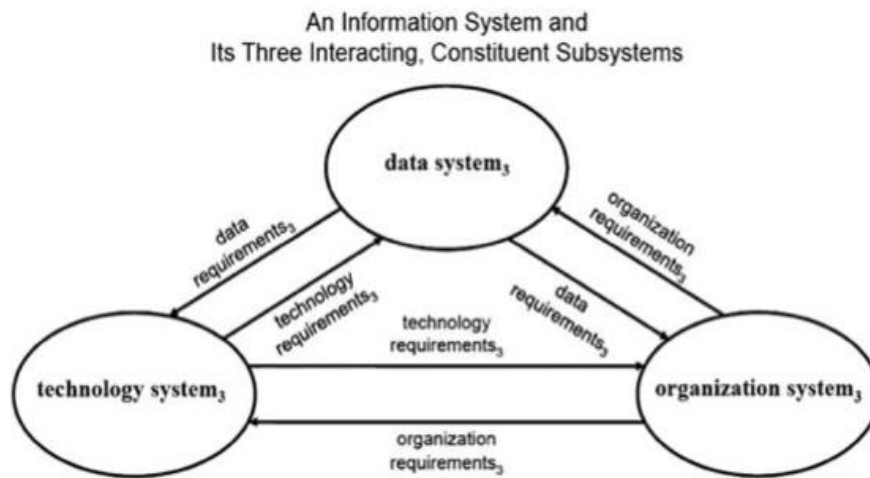 An Information System and
Its Three Interacting, Constituent Subsystems
data system₃
data
requirements₃
technology
requirements₃
organization
requirements₃
data
requirements₃
technology
requirements₃
technology system₃
organization system₃
organization
requirements₃